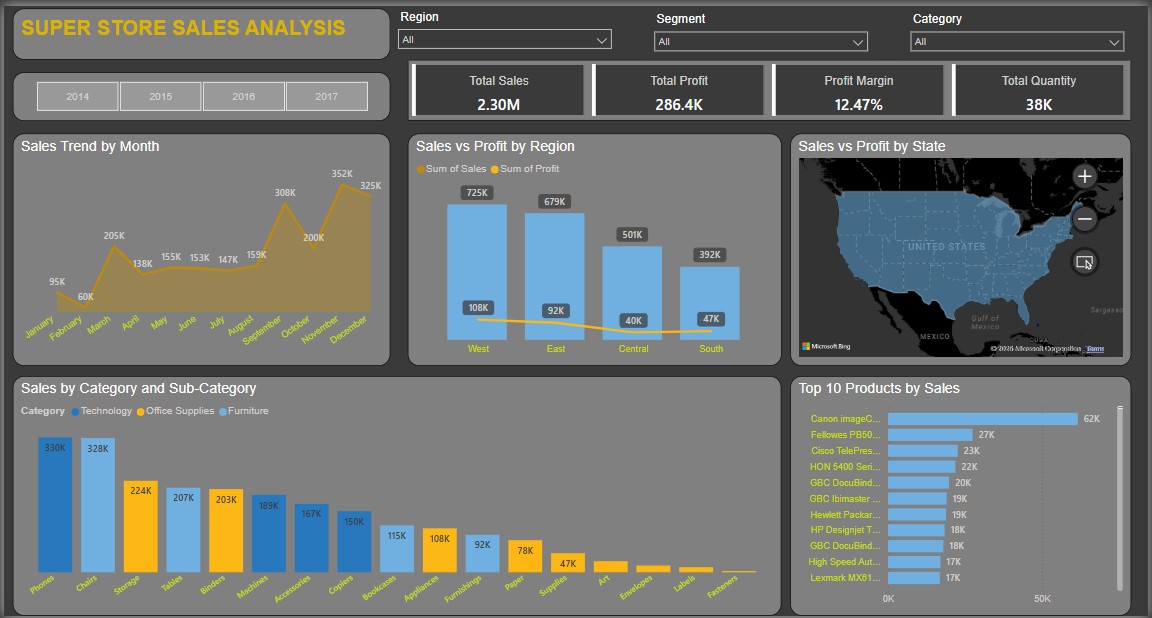 SUPER STORE SALES ANALYSIS
Region
All
Segment
All
Category
All
2014
2015
2016
2017
Total Sales
2.30M
Total Profit
286.4K
Profit Margin
12.47%
Total Quantity
38K
Sales Trend by Month
95K
60K
205K
138K
155K
153K
147K
159K
308K
200K
352K
325K
January
February
March
April
May
June
July
August
September
October
November
December
Sales vs Profit by Region
Sum of Sales Sum of Profit
725K
679K
501K
392K
108K
92K
40K
47K
West
East
Central
South
Sales vs Profit by State
UNITED STATES
Gulf of
Mexico
MEXICO
CUBA
Sargasso
Microsoft Bing
© 2026 Microsoft Corporation Terms
Sales by Category and Sub-Category
Category Technology Office Supplies Furniture
330K
328K
224K
207K
203K
189K
167K
150K
115K
108K
92K
78K
47K
Phones
Chairs
Storage
Tables
Binders
Machines
Accessories
Copiers
Bookcases
Appliances
Furnishings
Paper
Supplies
Art
Envelopes
Labels
Fasteners
Top 10 Products by Sales
Canon imageC... 62K
Fellowes PB50... 27K
Cisco TelePres... 23K
HON 5400 Seri... 22K
GBC DocuBind... 20K
GBC Ibimaster ... 19K
Hewlett Packar... 19K
HP Designjet T... 18K
GBC DocuBind... 18K
High Speed Aut... 17K
Lexmark MX61... 17K
0K
50K